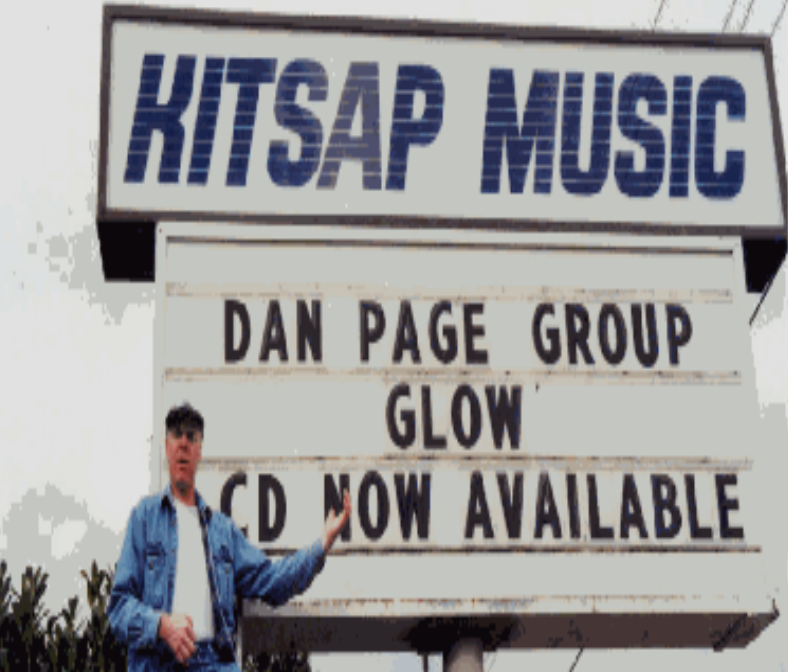 KITSAP MUSIC
DAN PAGE GROUP
GLOW
CD NOW AVAILABLE